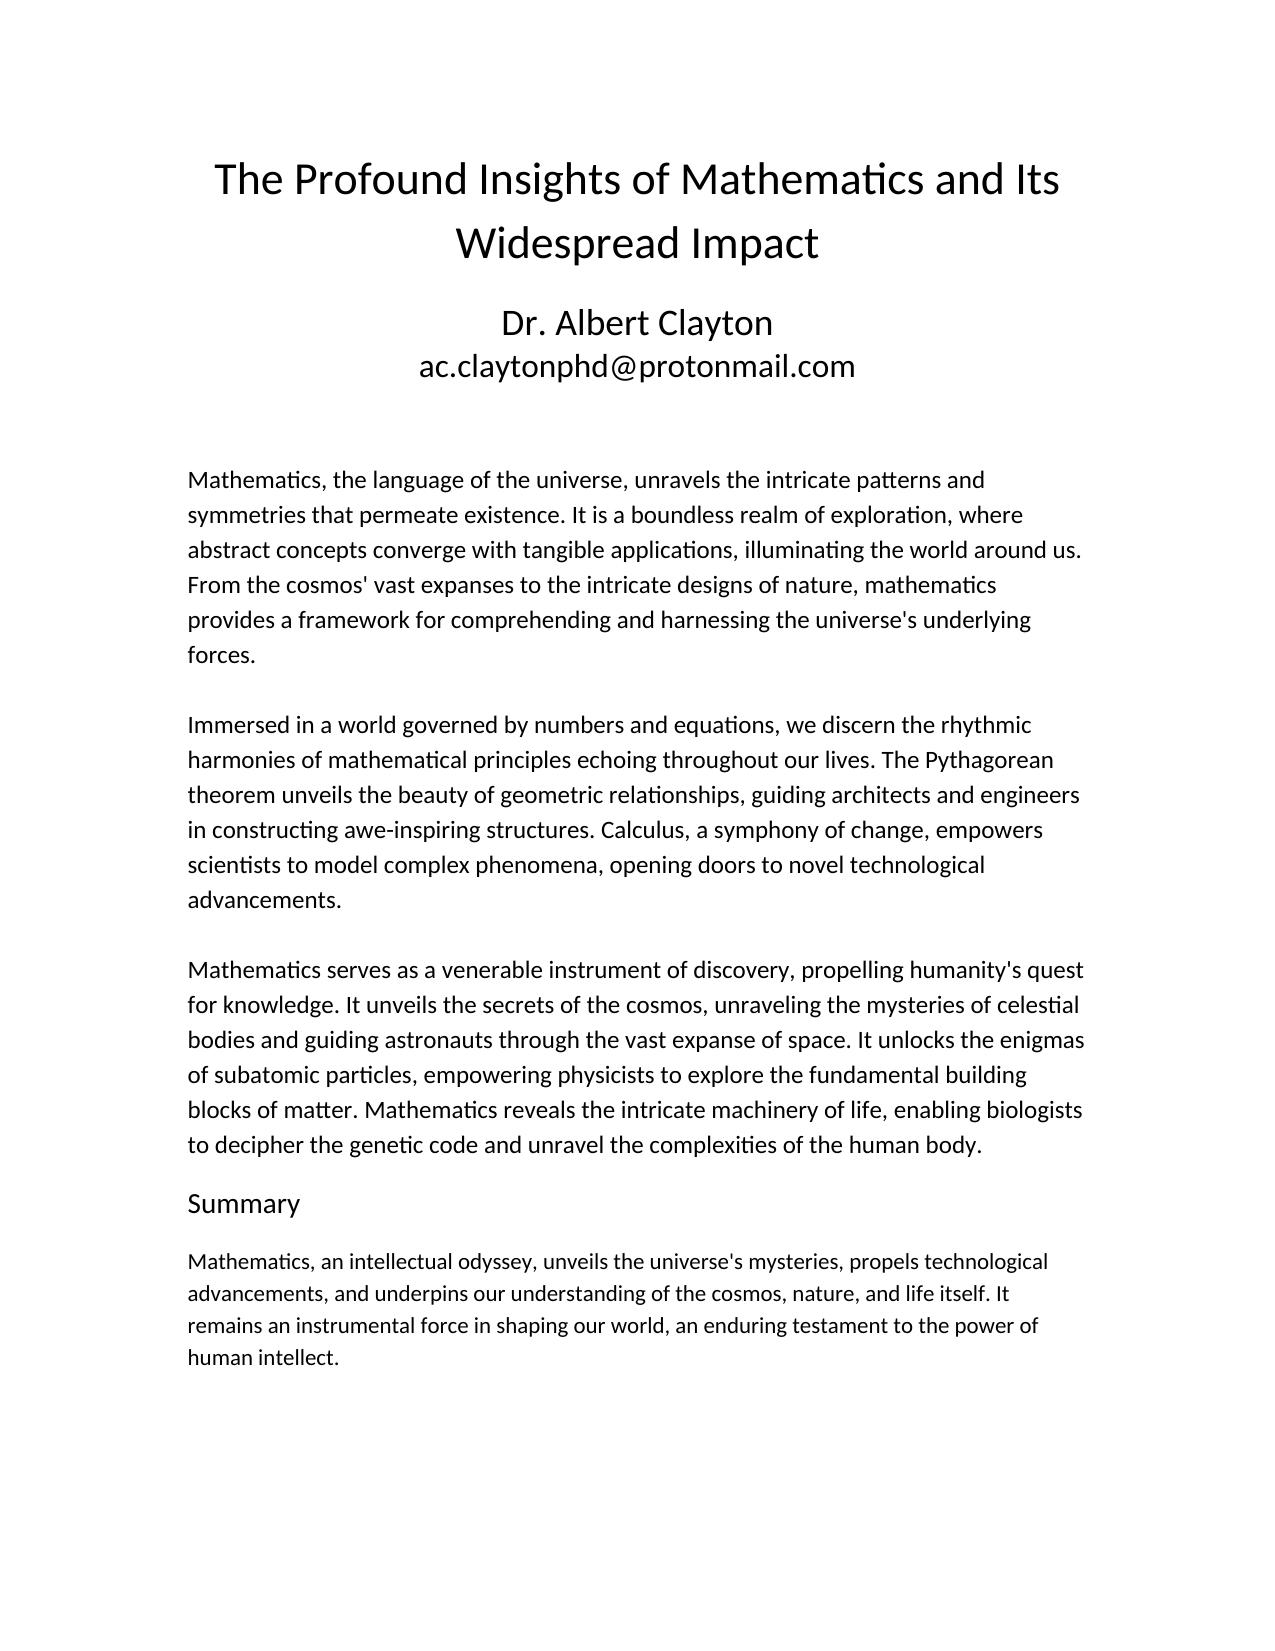 The Profound Insights of Mathematics and Its
Widespread Impact
Dr. Albert Clayton
ac.claytonphd@protonmail.com
Mathematics, the language of the universe, unravels the intricate patterns and
symmetries that permeate existence. It is a boundless realm of exploration, where
abstract concepts converge with tangible applications, illuminating the world around us.
From the cosmos' vast expanses to the intricate designs of nature, mathematics
provides a framework for comprehending and harnessing the universe's underlying
forces.
Immersed in a world governed by numbers and equations, we discern the rhythmic
harmonies of mathematical principles echoing throughout our lives. The Pythagorean
theorem unveils the beauty of geometric relationships, guiding architects and engineers
in constructing awe-inspiring structures. Calculus, a symphony of change, empowers
scientists to model complex phenomena, opening doors to novel technological
advancements.
Mathematics serves as a venerable instrument of discovery, propelling humanity's quest
for knowledge. It unveils the secrets of the cosmos, unraveling the mysteries of celestial
bodies and guiding astronauts through the vast expanse of space. It unlocks the enigmas
of subatomic particles, empowering physicists to explore the fundamental building
blocks of matter. Mathematics reveals the intricate machinery of life, enabling biologists
to decipher the genetic code and unravel the complexities of the human body.
Summary
Mathematics, an intellectual odyssey, unveils the universe's mysteries, propels technological
advancements, and underpins our understanding of the cosmos, nature, and life itself. It
remains an instrumental force in shaping our world, an enduring testament to the power of
human intellect.